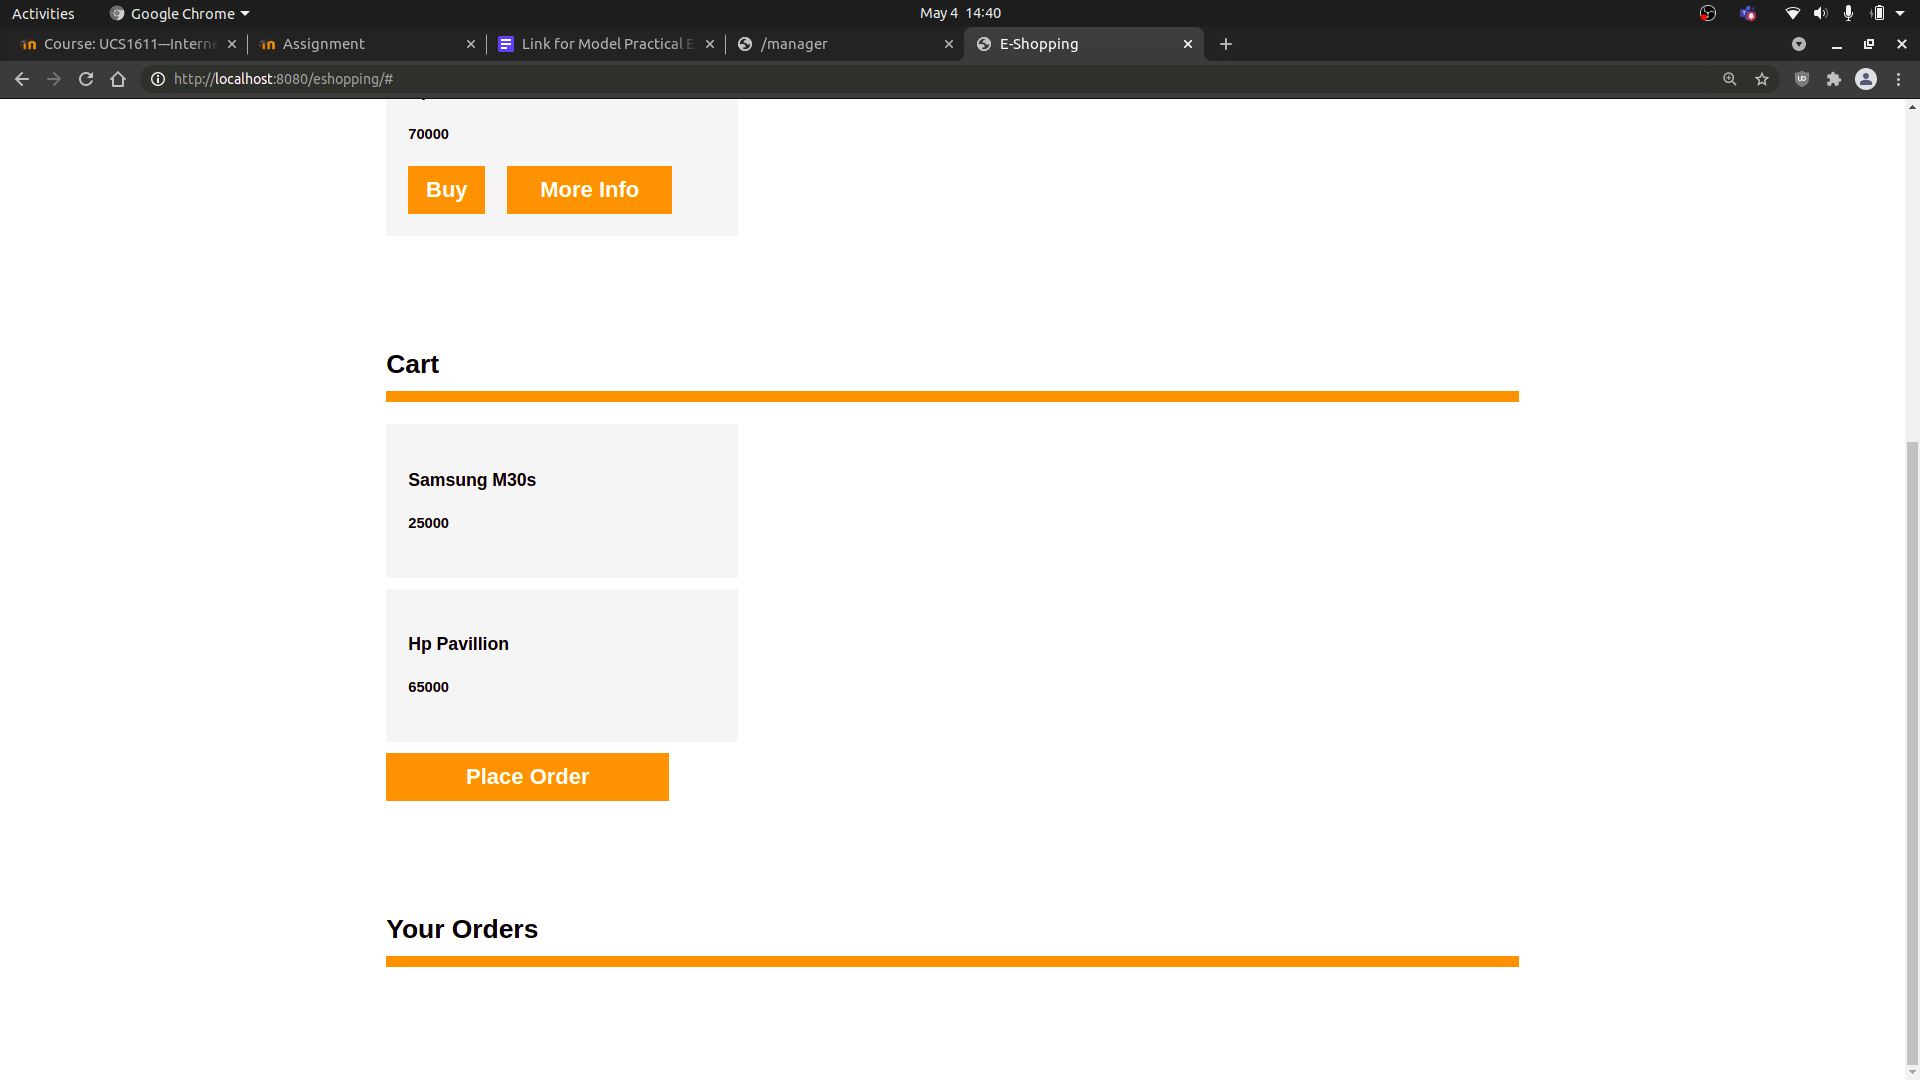 Activities
Google Chrome
May 4 14:40
Course: UCS1611—Interne
Assignment
Link for Model Practical E
/manager
E-Shopping
http://localhost:8080/eshopping/#
70000
Buy
More Info
Cart
Samsung M30s
25000
Hp Pavillion
65000
Place Order
Your Orders